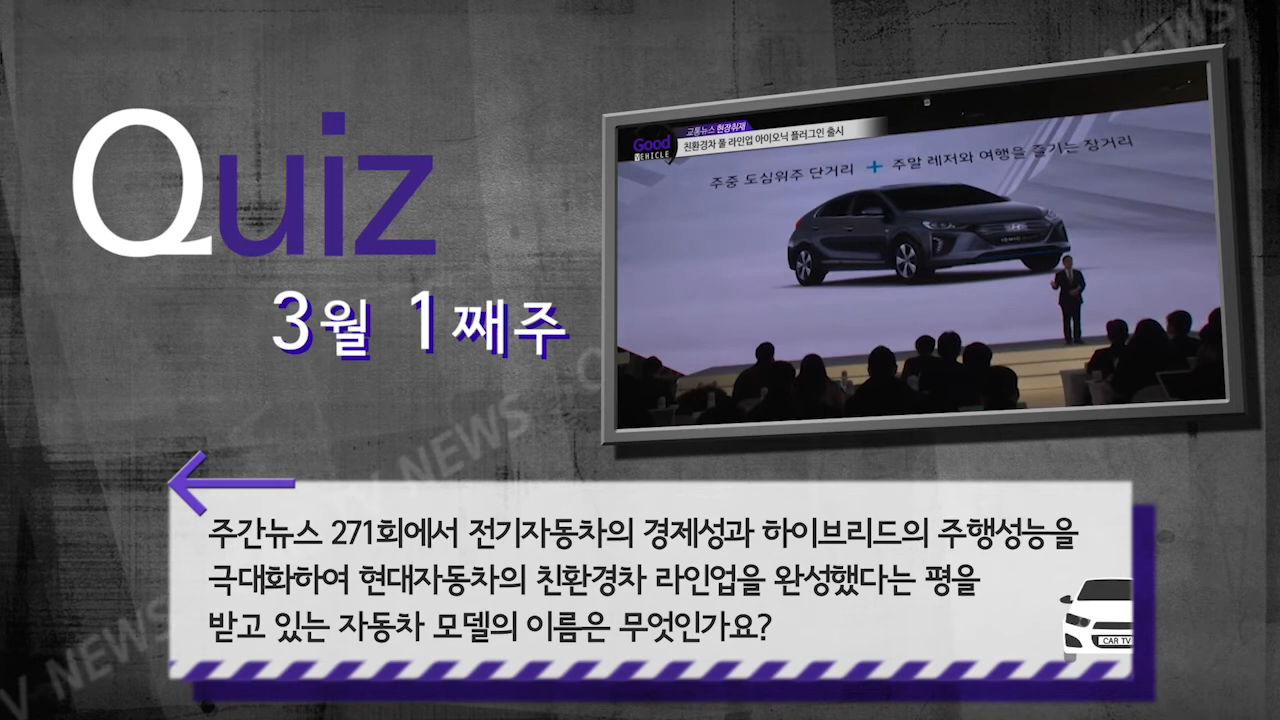 Quiz
3월 1째주
교통뉴스 현장취재
Good
VEHICLE
친환경차 풀 라인업 아이오닉 플러그인 출시
주중 도심위주 단거리 + 주말 레저와 여행을 즐기는 장거리
주간뉴스 271회에서 전기자동차의 경제성과 하이브리드의 주행성능을
극대화하여 현대자동차의 친환경차 라인업을 완성했다는 평을
받고 있는 자동차 모델의 이름은 무엇인가요?
CAR TV
NEWS
V NEWS
V NEWS